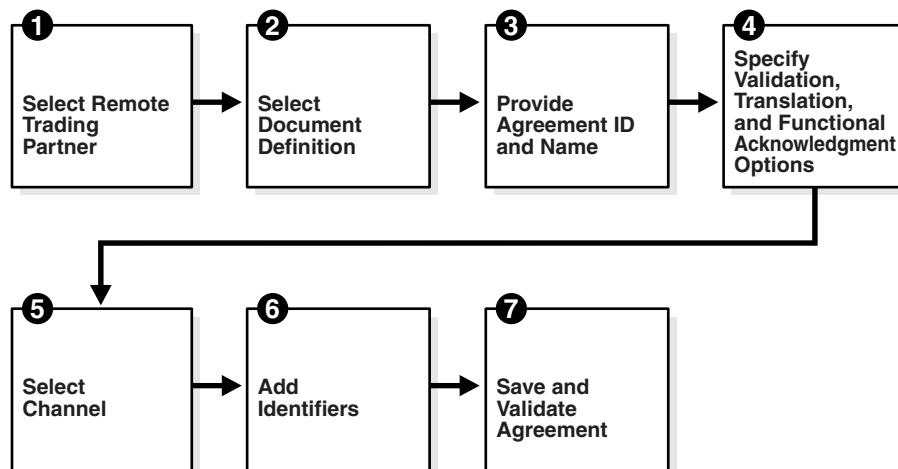 1
Select Remote
Trading
Partner
2
Select
Document
Definition
3
Provide
Agreement ID
and Name
4
Specify
Validation,
Translation,
and Functional
Acknowledgment
Options
5
Select
Channel
6
Add
Identifiers
7
Save and
Validate
Agreement